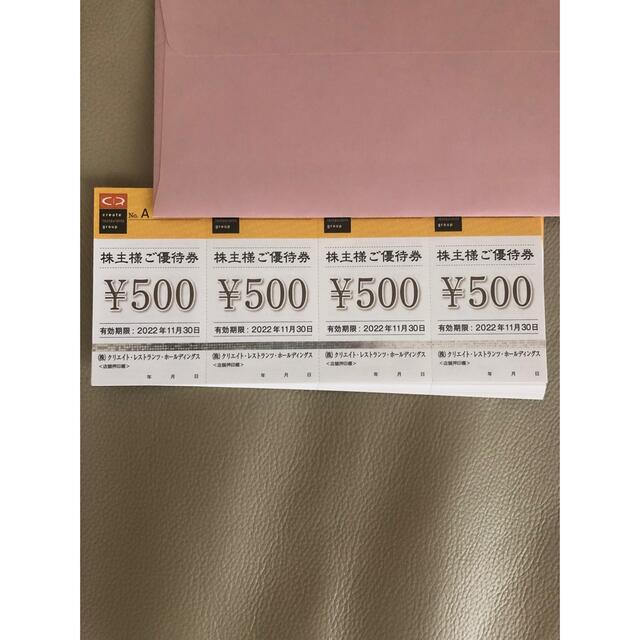 create
restaurants
group
No. A
株主様ご優待券
¥500
有効期限:2022年11月30日
㈱クリエイト・レストランツ・ホールディングス
<店舗押印欄>
年 月 日
group
株主様ご優待券
¥500
有効期限:2022年11月30日
㈱クリエイト・レストランツ・ホールディングス
<店舗押印欄>
年 月 日
group
株主様ご優待券
¥500
有効期限:2022年11月30日
㈱クリエイト・レストランツ・ホールディングス
<店舗押印欄>
年 月 日
group
株主様ご優待券
¥500
有効期限:2022年11月30日
㈱クリエイト・レストランツ・ホールディングス
<店舗押印欄>
年 月 日